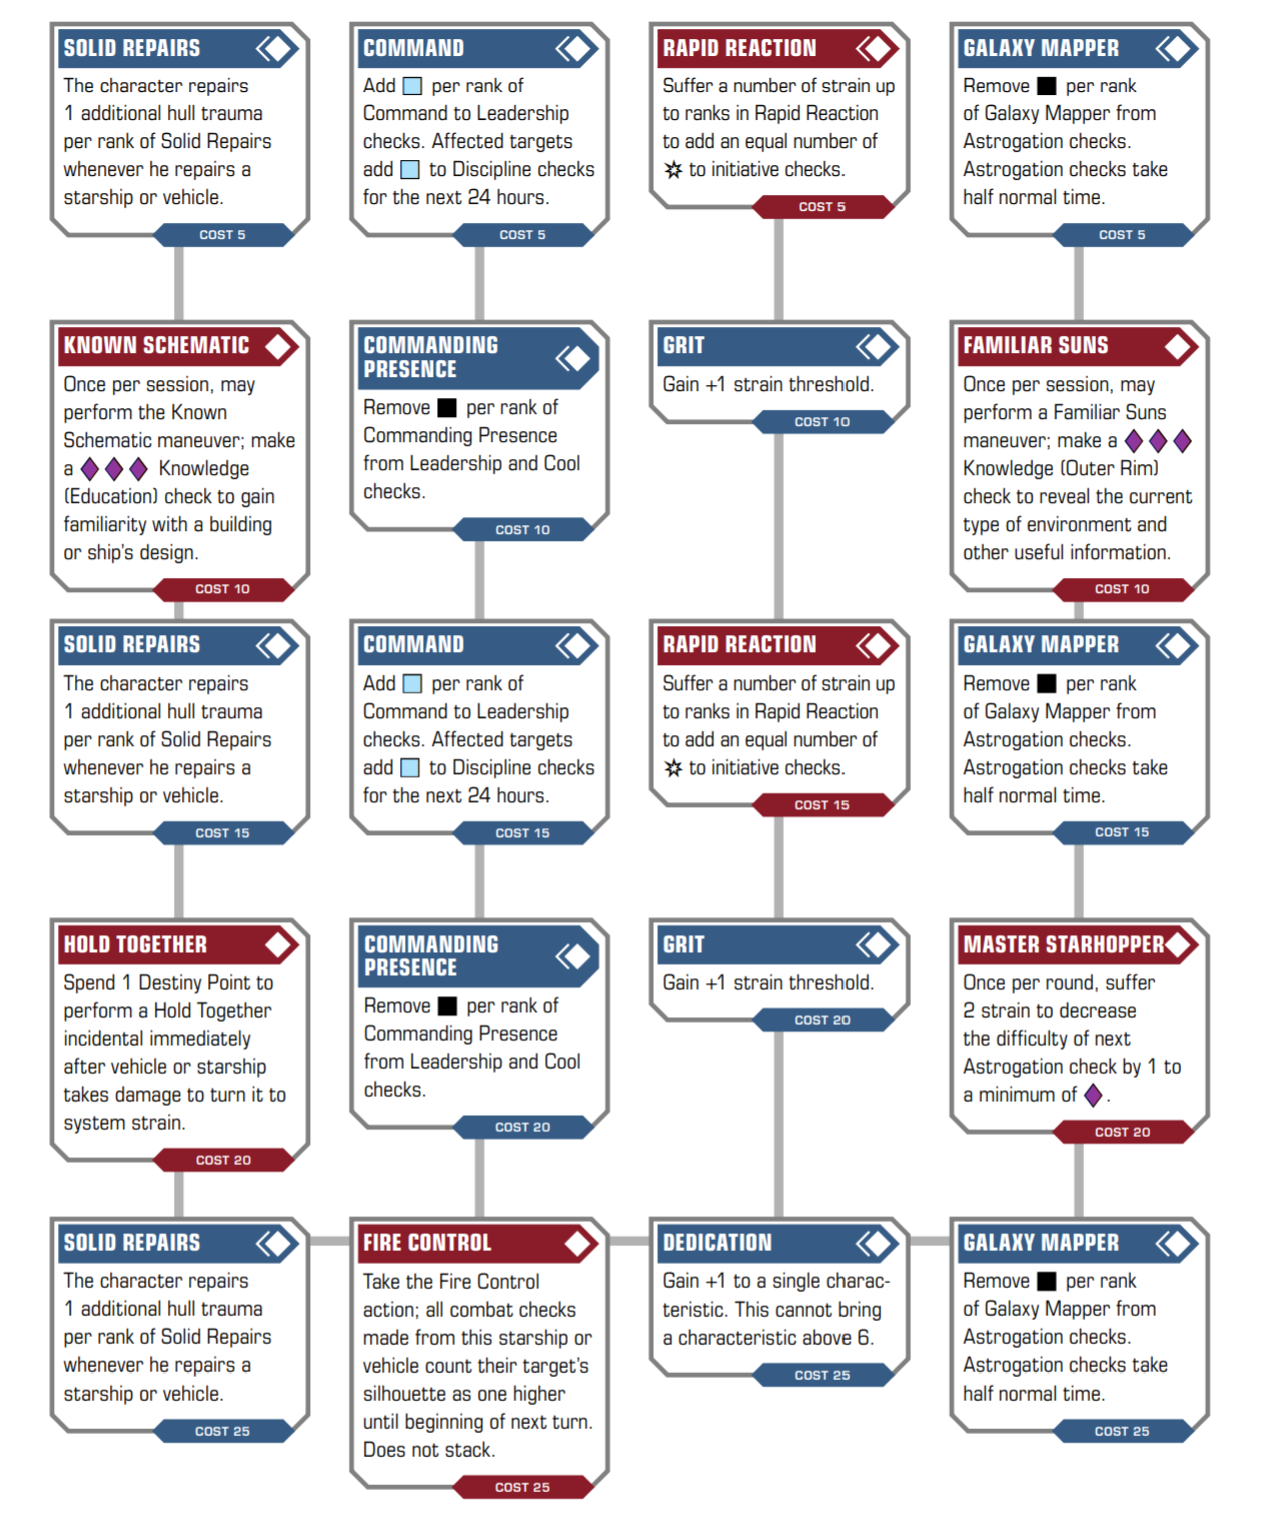 SOLID REPAIRS
The character repairs
1 additional hull trauma
per rank of Solid Repairs
whenever he repairs a
starship or vehicle.
COST 5
COMMAND
Add per rank of
Command to Leadership
checks. Affected targets
add to Discipline checks
for the next 24 hours.
COST 5
RAPID REACTION
Suffer a number of strain up
to ranks in Rapid Reaction
to add an equal number of
to initiative checks.
COST 5
GALAXY MAPPER
Remove per rank
of Galaxy Mapper from
Astrogation checks.
Astrogation checks take
half normal time.
COST 5
KNOWN SCHEMATIC
Once per session, may
perform the Known
Schematic maneuver; make
a Knowledge
(Education) check to gain
familiarity with a building
or ship's design.
COST 10
COMMANDING
PRESENCE
Remove per rank of
Commanding Presence
from Leadership and Cool
checks.
COST 10
GRIT
Gain +1 strain threshold.
COST 10
FAMILIAR SUNS
Once per session, may
perform a Familiar Suns
maneuver; make a
Knowledge (Outer Rim)
check to reveal the current
type of environment and
other useful information.
COST 10
SOLID REPAIRS
The character repairs
1 additional hull trauma
per rank of Solid Repairs
whenever he repairs a
starship or vehicle.
COST 15
COMMAND
Add per rank of
Command to Leadership
checks. Affected targets
add to Discipline checks
for the next 24 hours.
COST 15
RAPID REACTION
Suffer a number of strain up
to ranks in Rapid Reaction
to add an equal number of
to initiative checks.
COST 15
GALAXY MAPPER
Remove per rank
of Galaxy Mapper from
Astrogation checks.
Astrogation checks take
half normal time.
COST 15
HOLD TOGETHER
Spend 1 Destiny Point to
perform a Hold Together
incidental immediately
after vehicle or starship
takes damage to turn it to
system strain.
COST 20
COMMANDING
PRESENCE
Remove per rank of
Commanding Presence
from Leadership and Cool
checks.
COST 20
GRIT
Gain +1 strain threshold.
COST 20
MASTER STARHOPPER
Once per round, suffer
2 strain to decrease
the difficulty of next
Astrogation check by 1 to
a minimum of .
COST 20
SOLID REPAIRS
The character repairs
1 additional hull trauma
per rank of Solid Repairs
whenever he repairs a
starship or vehicle.
COST 25
FIRE CONTROL
Take the Fire Control
action; all combat checks
made from this starship or
vehicle count their target's
silhouette as one higher
until beginning of next turn.
Does not stack.
COST 25
DEDICATION
Gain +1 to a single charac-
teristic. This cannot bring
a characteristic above 6.
COST 25
GALAXY MAPPER
Remove per rank
of Galaxy Mapper from
Astrogation checks.
Astrogation checks take
half normal time.
COST 25